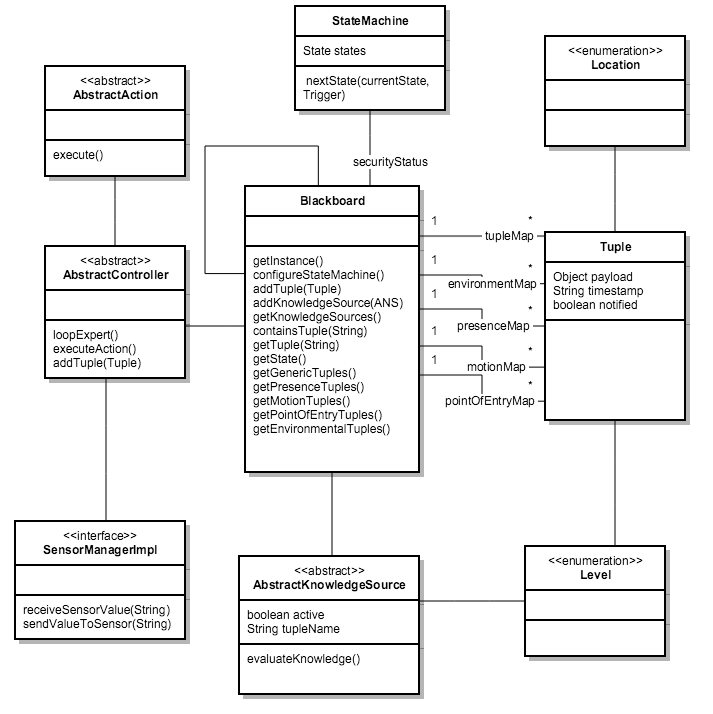 StateMachine
State states
nextState(currentState,
Trigger)
<<enumeration>>
Location
<<abstract>>
AbstractAction
execute()
securityStatus
Blackboard
getInstance()
configureStateMachine()
addTuple(Tuple)
addKnowledgeSource(ANS)
getKnowledgeSources()
containsTuple(String)
getTuple(String)
getState()
getGenericTuples()
getPresenceTuples()
getMotionTuples()
getPointOfEntryTuples()
getEnvironmentalTuples()
1
*
tupleMap
1
*
environmentMap
1
*
presenceMap
1
*
motionMap
1
*
pointOfEntryMap
Tuple
Object payload
String timestamp
boolean notified
<<abstract>>
AbstractController
loopExpert()
executeAction()
addTuple(Tuple)
<<interface>>
SensorManagerImpl
receiveSensorValue(String)
sendValueToSensor(String)
<<abstract>>
AbstractKnowledgeSource
boolean active
String tupleName
evaluateKnowledge()
<<enumeration>>
Level